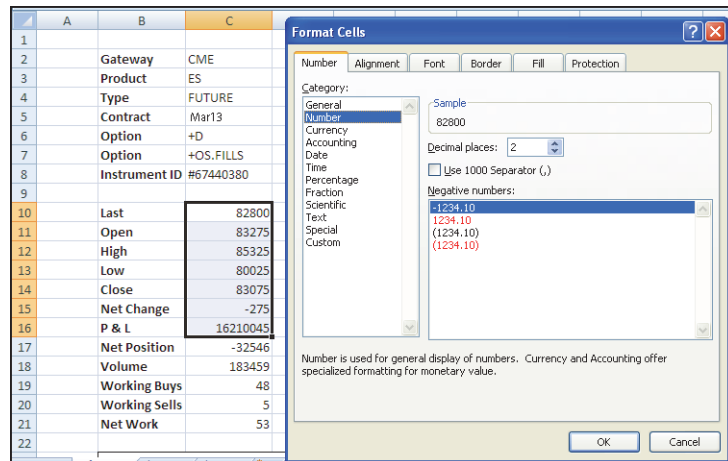 A B C
1
2 Gateway CME
3 Product ES
4 Type FUTURE
5 Contract Mar13
6 Option +D
7 Option +OS.FILLS
8 Instrument ID #67440380
9
10 Last 82800
11 Open 83275
12 High 85325
13 Low 80025
14 Close 83075
15 Net Change -275
16 P & L 16210045
17 Net Position -32546
18 Volume 183459
19 Working Buys 48
20 Working Sells 5
21 Net Work 53
22
Format Cells
Number Alignment Font Border Fill Protection
Category:
General
Number
Currency
Accounting
Date
Time
Percentage
Fraction
Scientific
Text
Special
Custom
Sample
82800
Decimal places: 2
Use 1000 Separator (,)
Negative numbers:
-1234.10
1234.10
(1234.10)
(1234.10)
Number is used for general display of numbers. Currency and Accounting offer
specialized formatting for monetary value.
OK Cancel